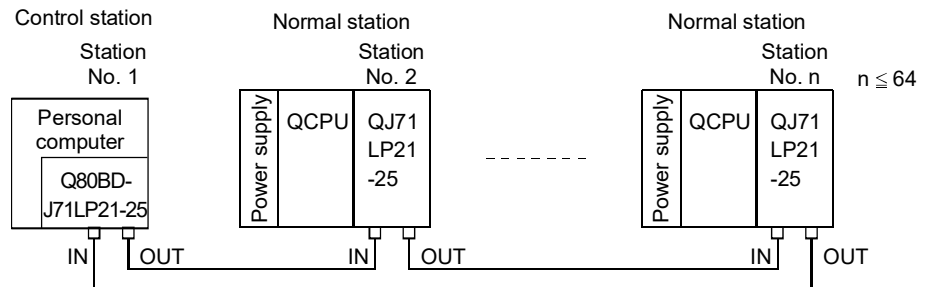 Control station
Station
No. 1
Personal
computer
Q80BD-
J71LP21-25
IN
OUT
Normal station
Station
No. 2
Power supply
QCPU
QJ71
LP21
-25
IN
OUT
Normal station
Station
No. n
n ≦ 64
Power supply
QCPU
QJ71
LP21
-25
IN
OUT